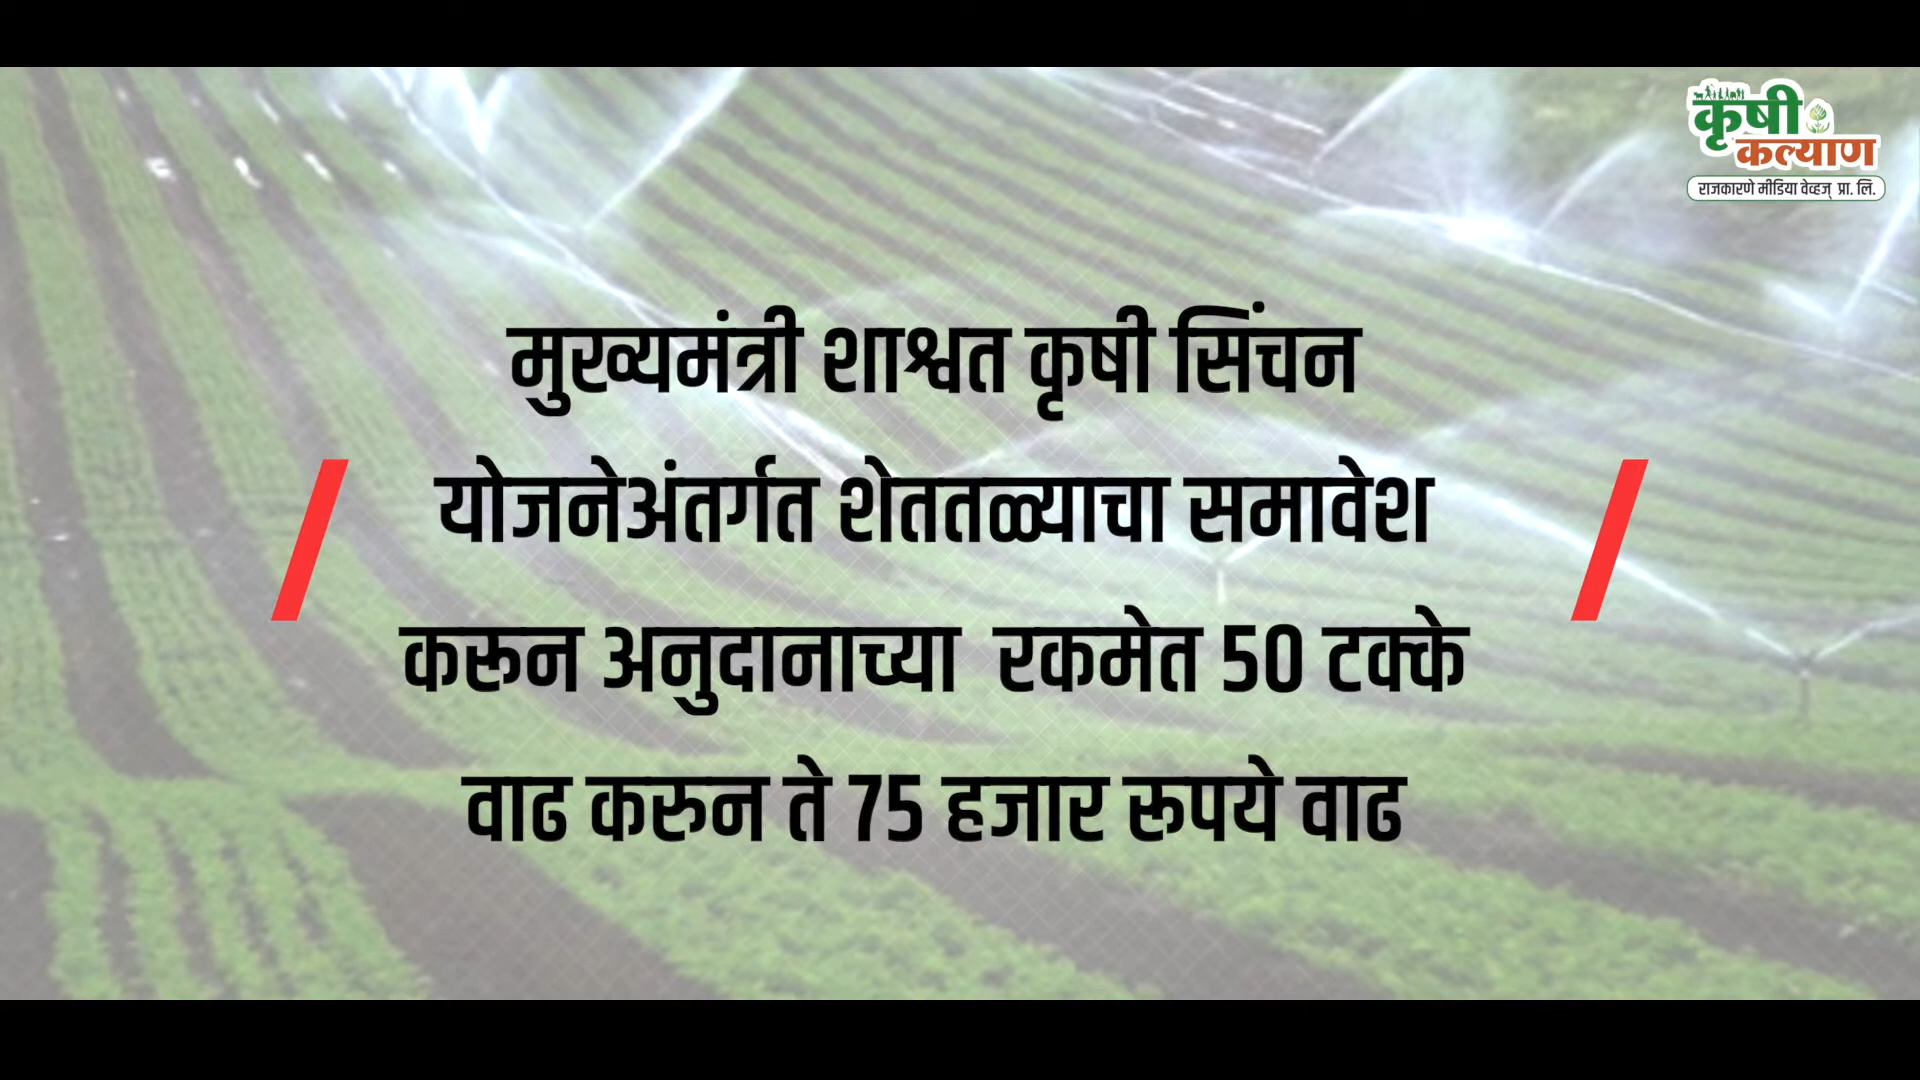 कृषी
कल्याण
राजकारणे मीडिया वेव्हज् प्रा. लि.
मुख्यमंत्री शाश्वत कृषी सिंचन
योजनेअंतर्गत शेततळ्याचा समावेश
करून अनुदानाच्या रकमेत 50 टक्के
वाढ करुन ते 75 हजार रूपये वाढ